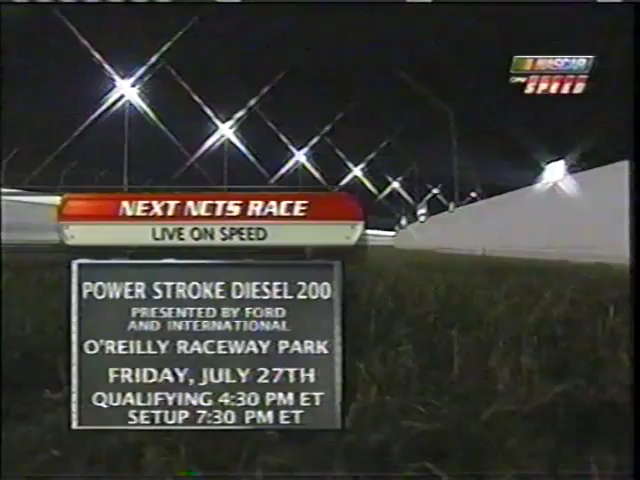 NASCAR
ON
SPEED
NEXT NCTS RACE
LIVE ON SPEED
POWER STROKE DIESEL 200
PRESENTED BY FORD
AND INTERNATIONAL
O'REILLY RACEWAY PARK
FRIDAY, JULY 27TH
QUALIFYING 4:30 PM ET
SETUP 7:30 PM ET